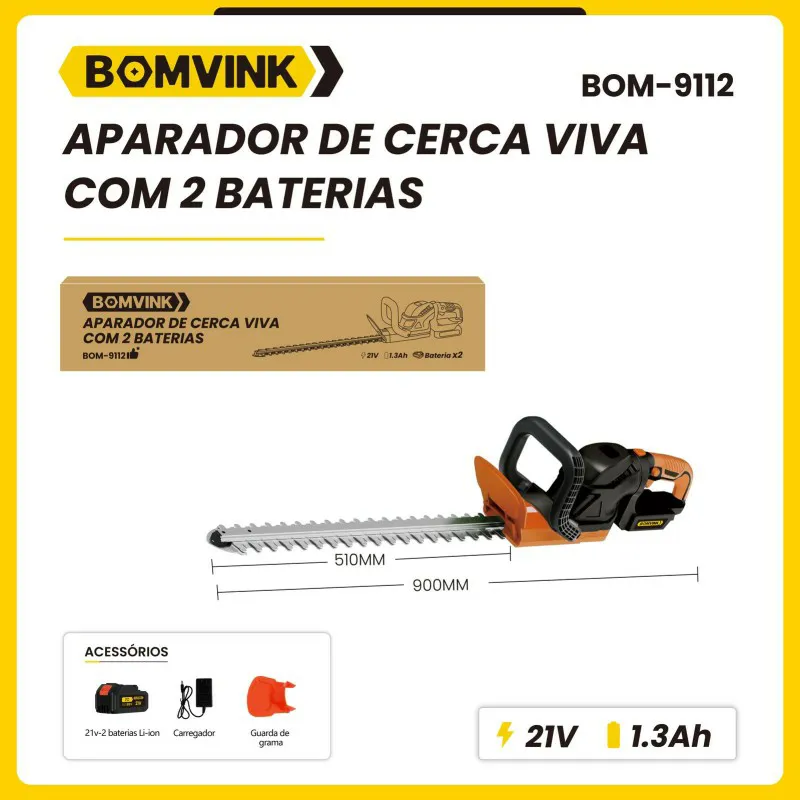 BOMVINK
BOM-9112
APARADOR DE CERCA VIVA
COM 2 BATERIAS
BOMVINK
APARADOR DE CERCA VIVA
COM 2 BATERIAS
BOM-9112
21V 1.3Ah Bateria X2
BOMVINK
510MM
900MM
ACESSÓRIOS
21v-2 baterias Li-ion
Carregador
Guarda de
grama
21V 1.3Ah